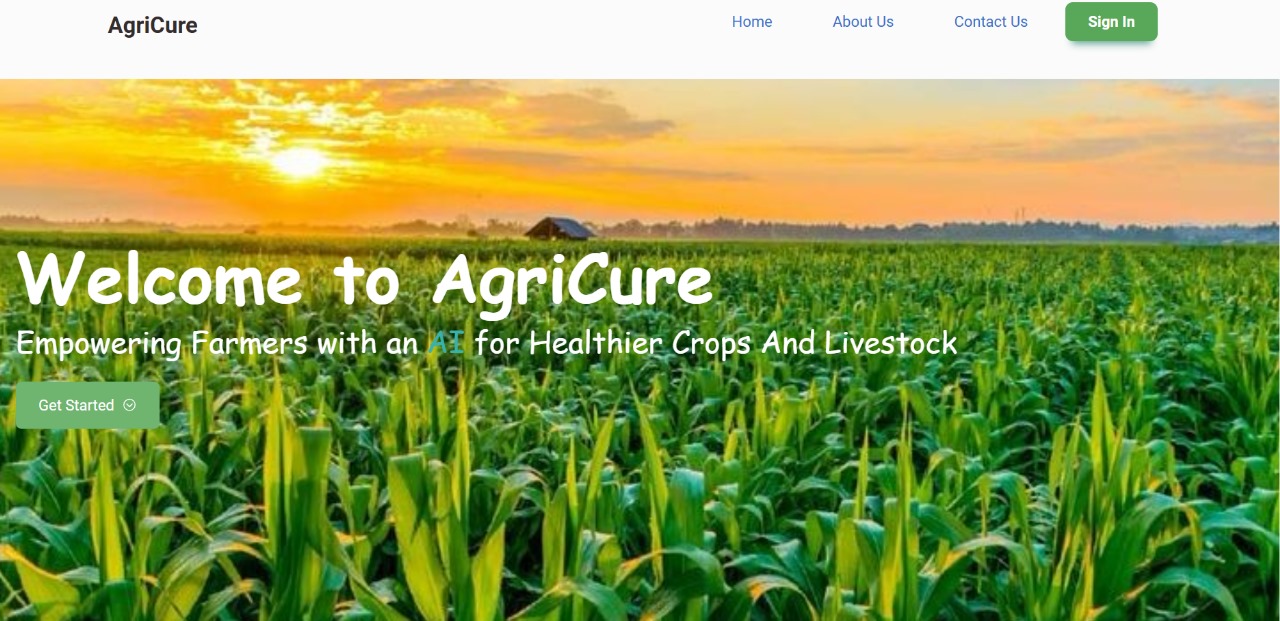 AgriCure
Home About Us Contact Us Sign In
Welcome to AgriCure
Empowering Farmers with an AI for Healthier Crops And Livestock
Get Started